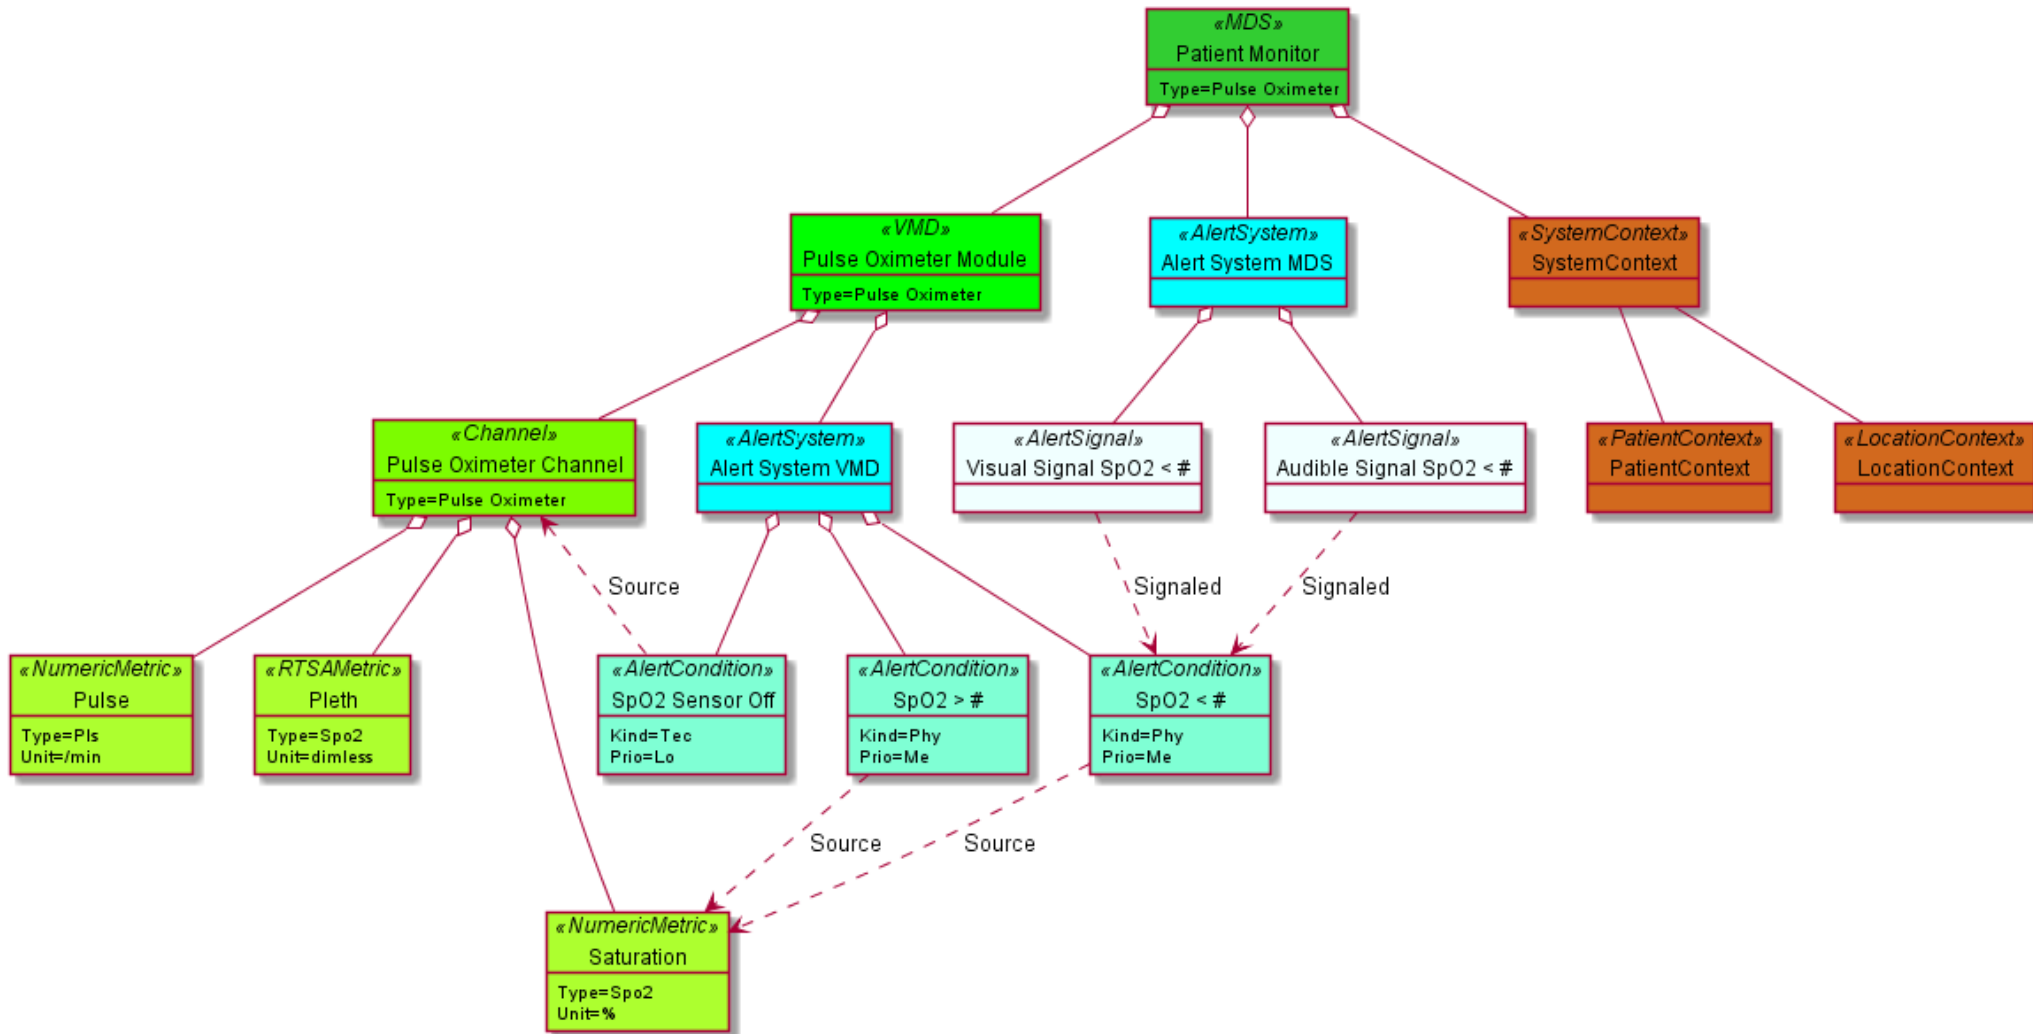 «MDS»
Patient Monitor
Type=Pulse Oximeter
«VMD»
Pulse Oximeter Module
Type=Pulse Oximeter
«AlertSystem»
Alert System MDS
«SystemContext»
SystemContext
«Channel»
Pulse Oximeter Channel
Type=Pulse Oximeter
«AlertSystem»
Alert System VMD
«AlertSignal»
Visual Signal SpO2 < #
«AlertSignal»
Audible Signal SpO2 < #
«PatientContext»
PatientContext
«LocationContext»
LocationContext
Source
Signaled
Signaled
«NumericMetric»
Pulse
Type=Pls
Unit=/min
«RTSAMetric»
Pleth
Type=Spo2
Unit=dimless
«AlertCondition»
SpO2 Sensor Off
Kind=Tec
Prio=Lo
«AlertCondition»
SpO2 > #
Kind=Phy
Prio=Me
«AlertCondition»
SpO2 < #
Kind=Phy
Prio=Me
Source
Source
«NumericMetric»
Saturation
Type=Spo2
Unit=%